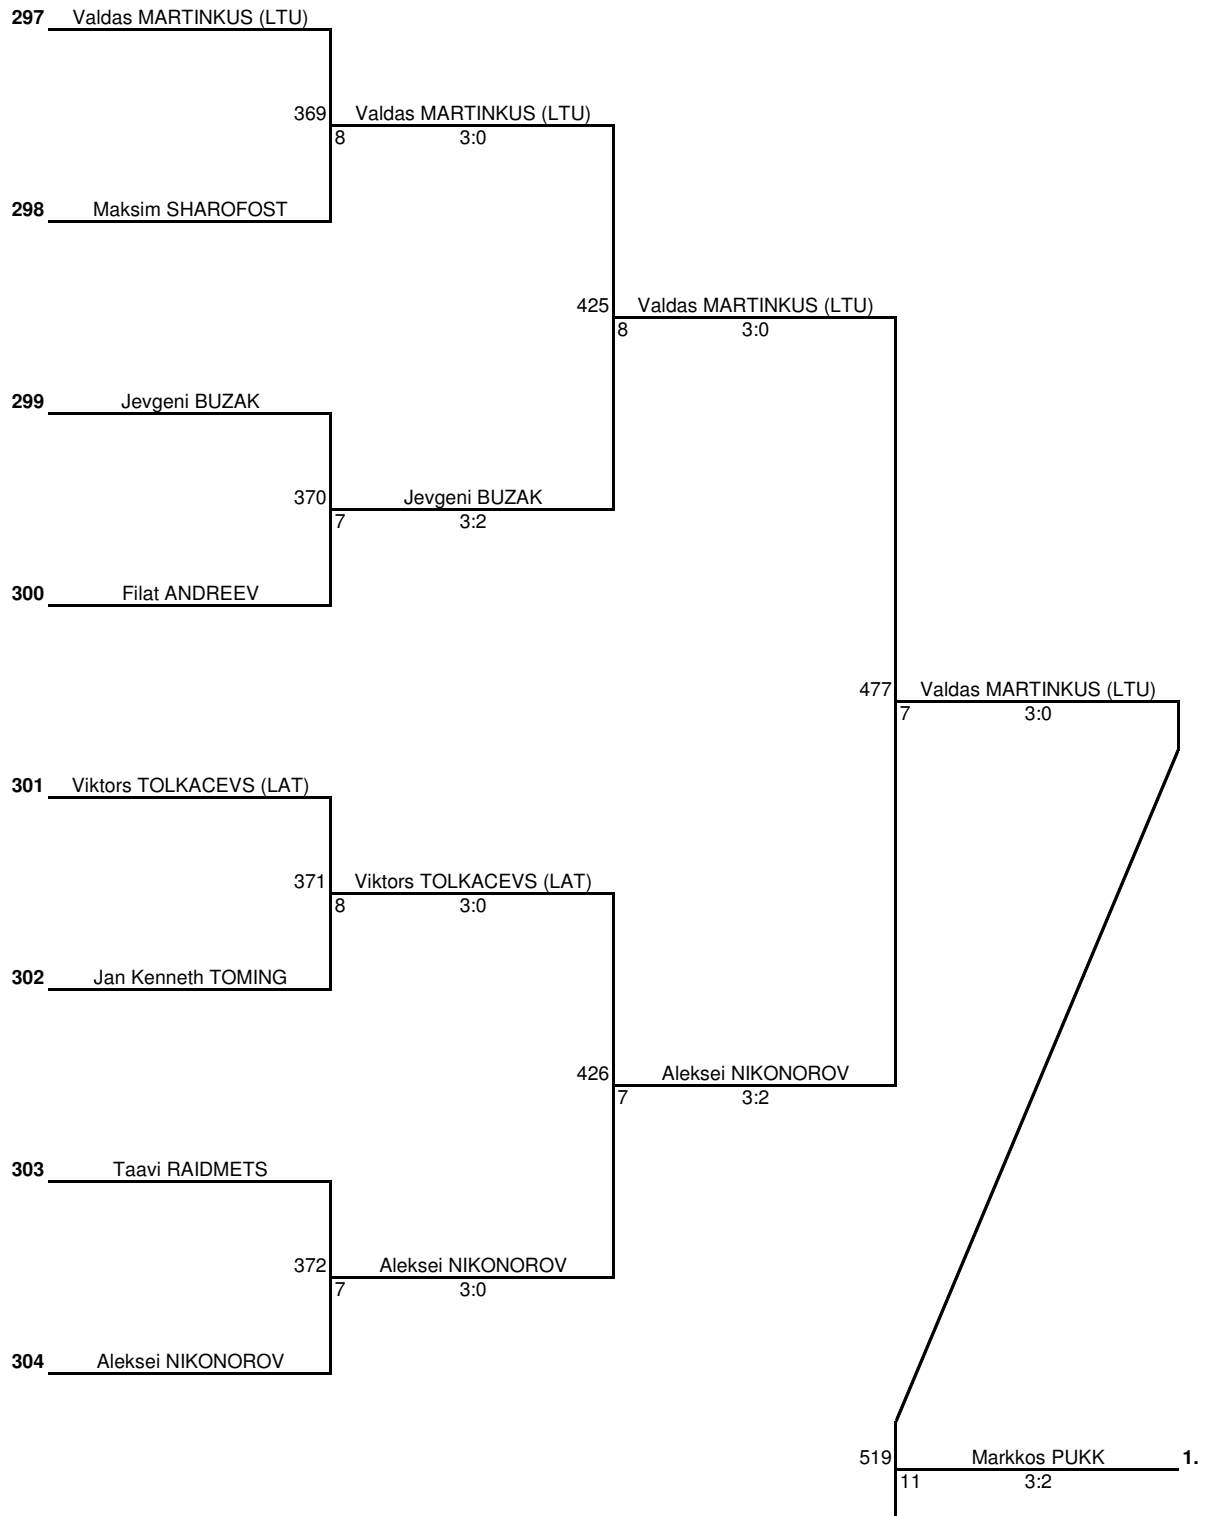 297 Valdas MARTINKUS (LTU)
369 Valdas MARTINKUS (LTU)
8 3:0
298 Maksim SHAROFOST
425 Valdas MARTINKUS (LTU)
8 3:0
299 Jevgeni BUZAK
370 Jevgeni BUZAK
7 3:2
300 Filat ANDREEV
477 Valdas MARTINKUS (LTU)
7 3:0
301 Viktors TOLKACEVS (LAT)
371 Viktors TOLKACEVS (LAT)
8 3:0
302 Jan Kenneth TOMING
426 Aleksei NIKONOROV
7 3:2
303 Taavi RAIDMETS
372 Aleksei NIKONOROV
7 3:0
304 Aleksei NIKONOROV
519 Markkos PUKK 1.
11 3:2